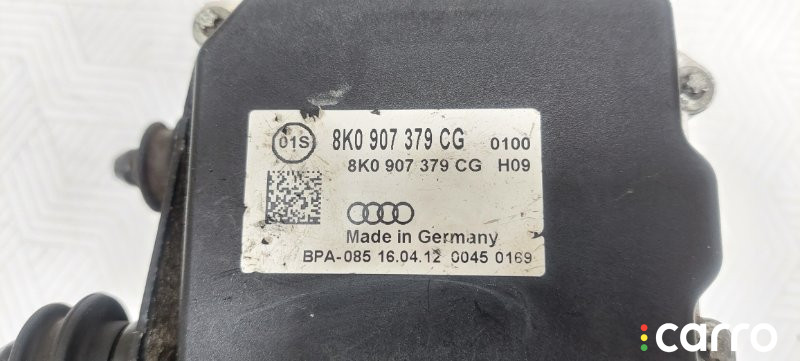 01S 8K0 907 379 CG 0100
8K0 907 379 CG H09
Made in Germany
BPA-085 16.04.12 0045 0169
carro